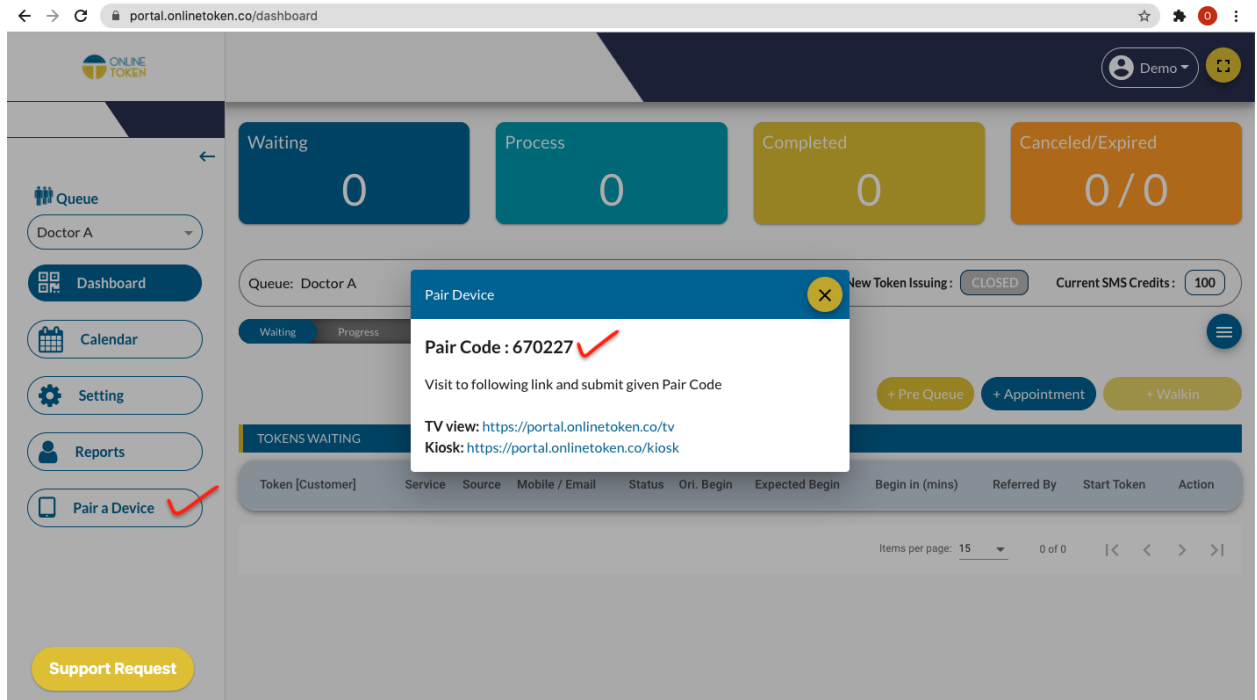 portal.onlinetoken.co/dashboard
O
ONLINE
TOKEN
Demo
Waiting
0
Process
0
Completed
0
Canceled/Expired
0 / 0
Queue
Doctor A
Dashboard
Calendar
Setting
Reports
Pair a Device
Support Request
Queue: Doctor A
New Token Issuing : CLOSED Current SMS Credits : 100
Waiting Progress
Pair Device
Pair Code : 670227
Visit to following link and submit given Pair Code
TV view: https://portal.onlinetoken.co/tv
Kiosk: https://portal.onlinetoken.co/kiosk
+ Pre Queue + Appointment + Walkin
TOKENS WAITING
Token [Customer] Service Source Mobile / Email Status Ori. Begin Expected Begin Begin in (mins) Referred By Start Token Action
Items per page: 15 0 of 0